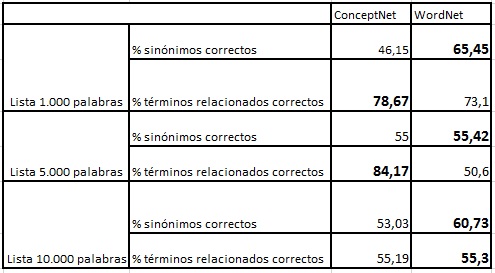 ConceptNet WordNet
% sinónimos correctos 46,15 65,45
Lista 1.000 palabras % términos relacionados correctos 78,67 73,1
% sinónimos correctos 55 55,42
Lista 5.000 palabras % términos relacionados correctos 84,17 50,6
% sinónimos correctos 53,03 60,73
Lista 10.000 palabras % términos relacionados correctos 55,19 55,3